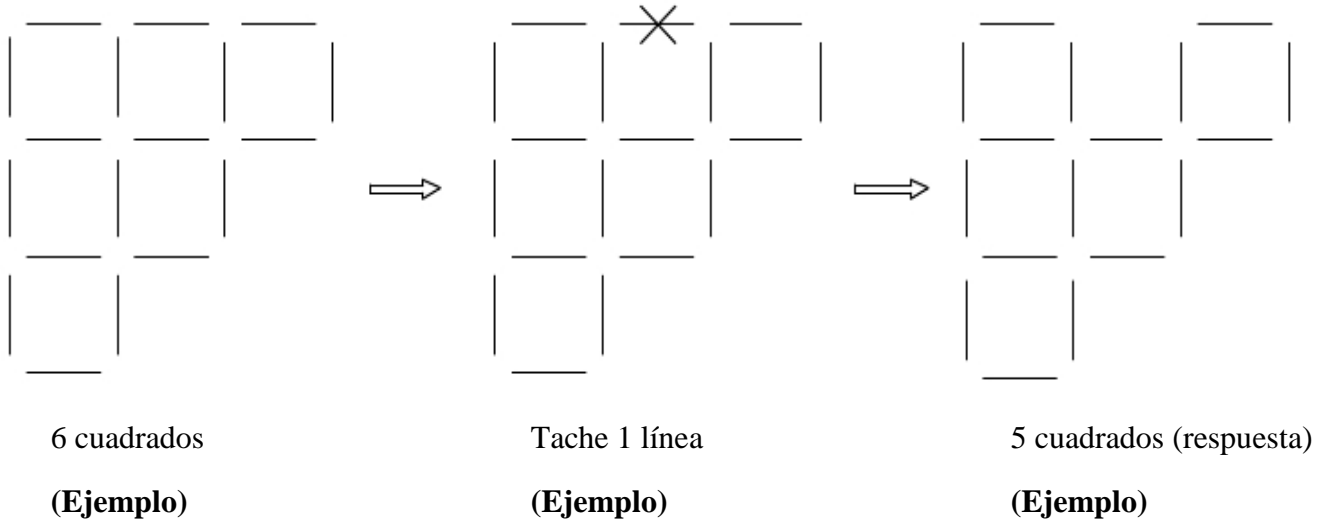 6 cuadrados Tache 1 línea 5 cuadrados (respuesta)
(Ejemplo) (Ejemplo) (Ejemplo)